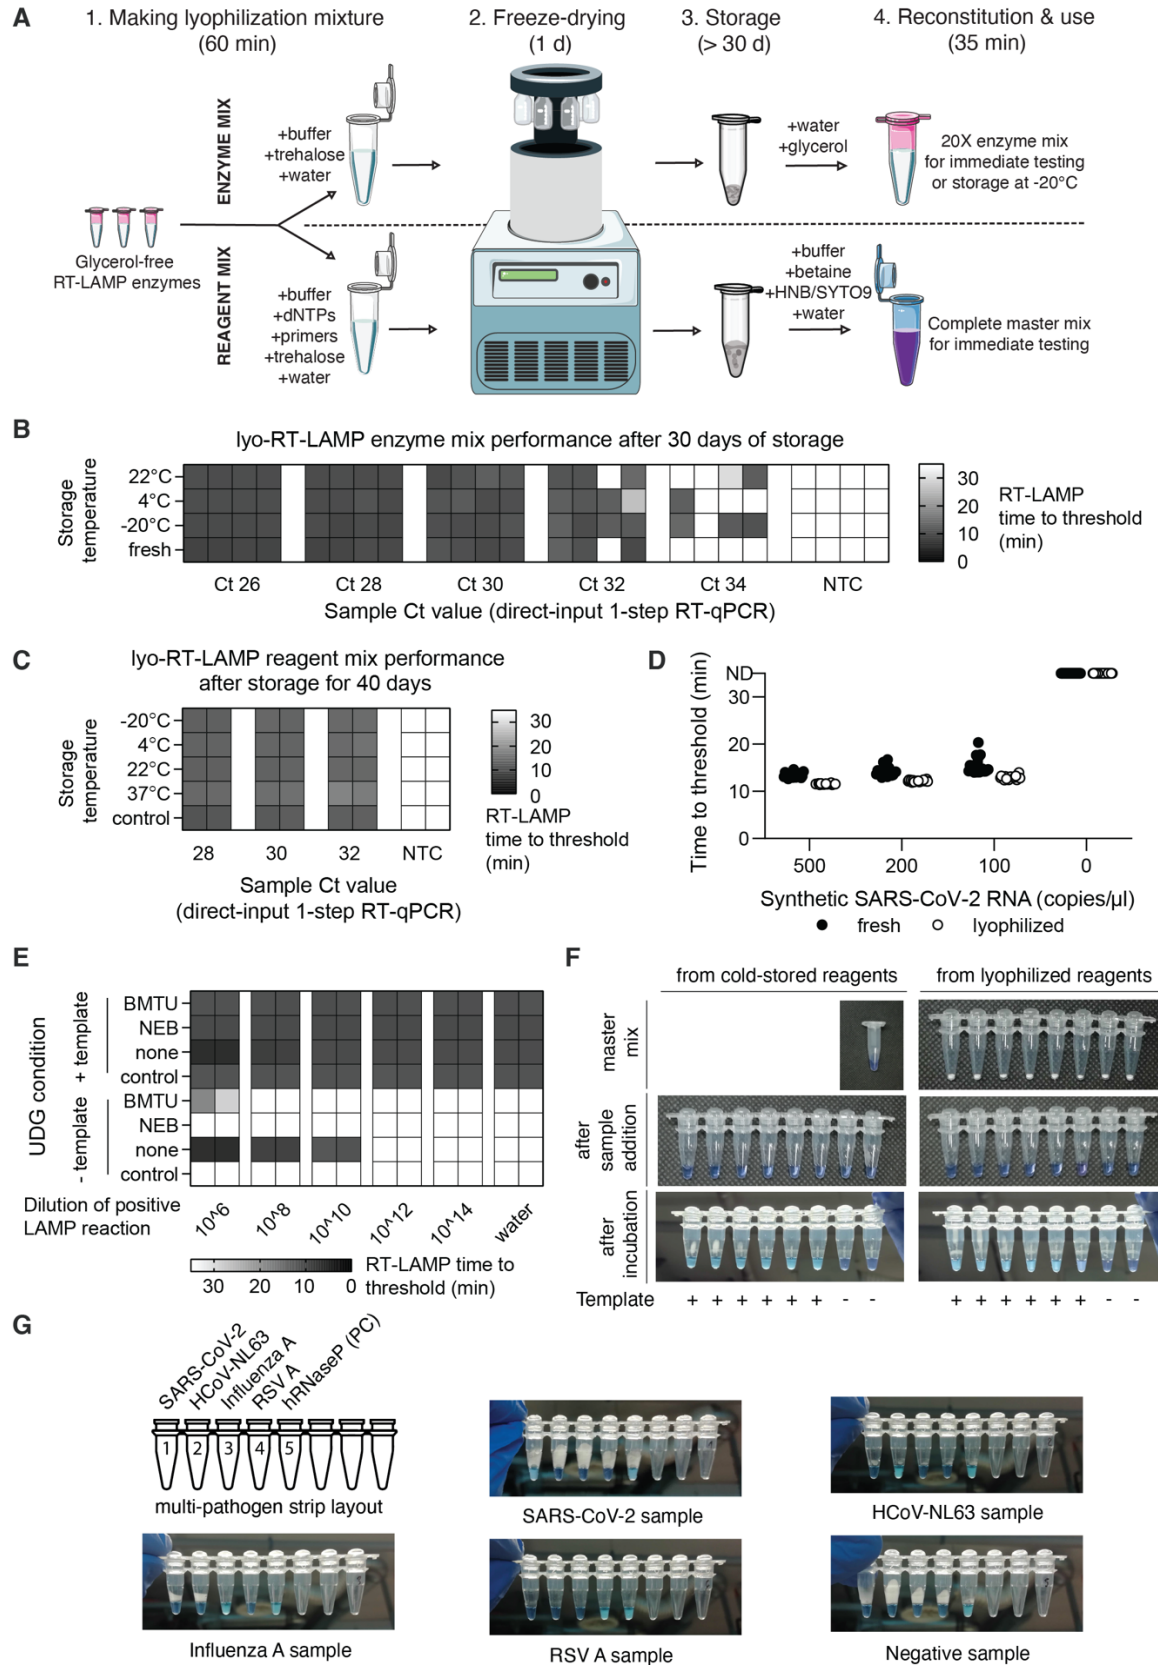 A
1. Making lyophilization mixture
(60 min)
2. Freeze-drying
(1 d)
3. Storage
(> 30 d)
4. Reconstitution & use
(35 min)
ENZYME MIX
+buffer
+trehalose
+water
+water
+glycerol
20X enzyme mix
for immediate testing
or storage at -20°C
Glycerol-free
RT-LAMP enzymes
REAGENT MIX
+buffer
+dNTPs
+primers
+trehalose
+water
+buffer
+betaine
+HNB/SYTO9
+water
Complete master mix
for immediate testing
B
lyo-RT-LAMP enzyme mix performance after 30 days of storage
Storage
temperature
22°C
4°C
-20°C
fresh
Ct 26
Ct 28
Ct 30
Ct 32
Ct 34
NTC
Sample Ct value (direct-input 1-step RT-qPCR)
30
20
10
0
RT-LAMP
time to threshold
(min)
C
lyo-RT-LAMP reagent mix performance
after storage for 40 days
Storage
temperature
-20°C
4°C
22°C
37°C
control
28
30
32
NTC
Sample Ct value
(direct-input 1-step RT-qPCR)
30
20
10
0
RT-LAMP
time to threshold
(min)
D
Time to threshold (min)
ND
30
20
10
0
500
200
100
0
Synthetic SARS-CoV-2 RNA (copies/µl)
fresh
lyophilized
E
UDG condition
+ template
- template
BMTU
NEB
none
control
BMTU
NEB
none
control
Dilution of positive
LAMP reaction
10^6
10^8
10^10
10^12
10^14
water
30
20
10
0
RT-LAMP time to
threshold (min)
F
from cold-stored reagents
from lyophilized reagents
master
mix
after
sample
addition
after
incubation
Template
+ + + + + + - -
+ + + + + + - -
G
SARS-CoV-2
HCoV-NL63
Influenza A
RSV A
hRNaseP (PC)
1
2
3
4
5
multi-pathogen strip layout
SARS-CoV-2 sample
HCoV-NL63 sample
Influenza A sample
RSV A sample
Negative sample